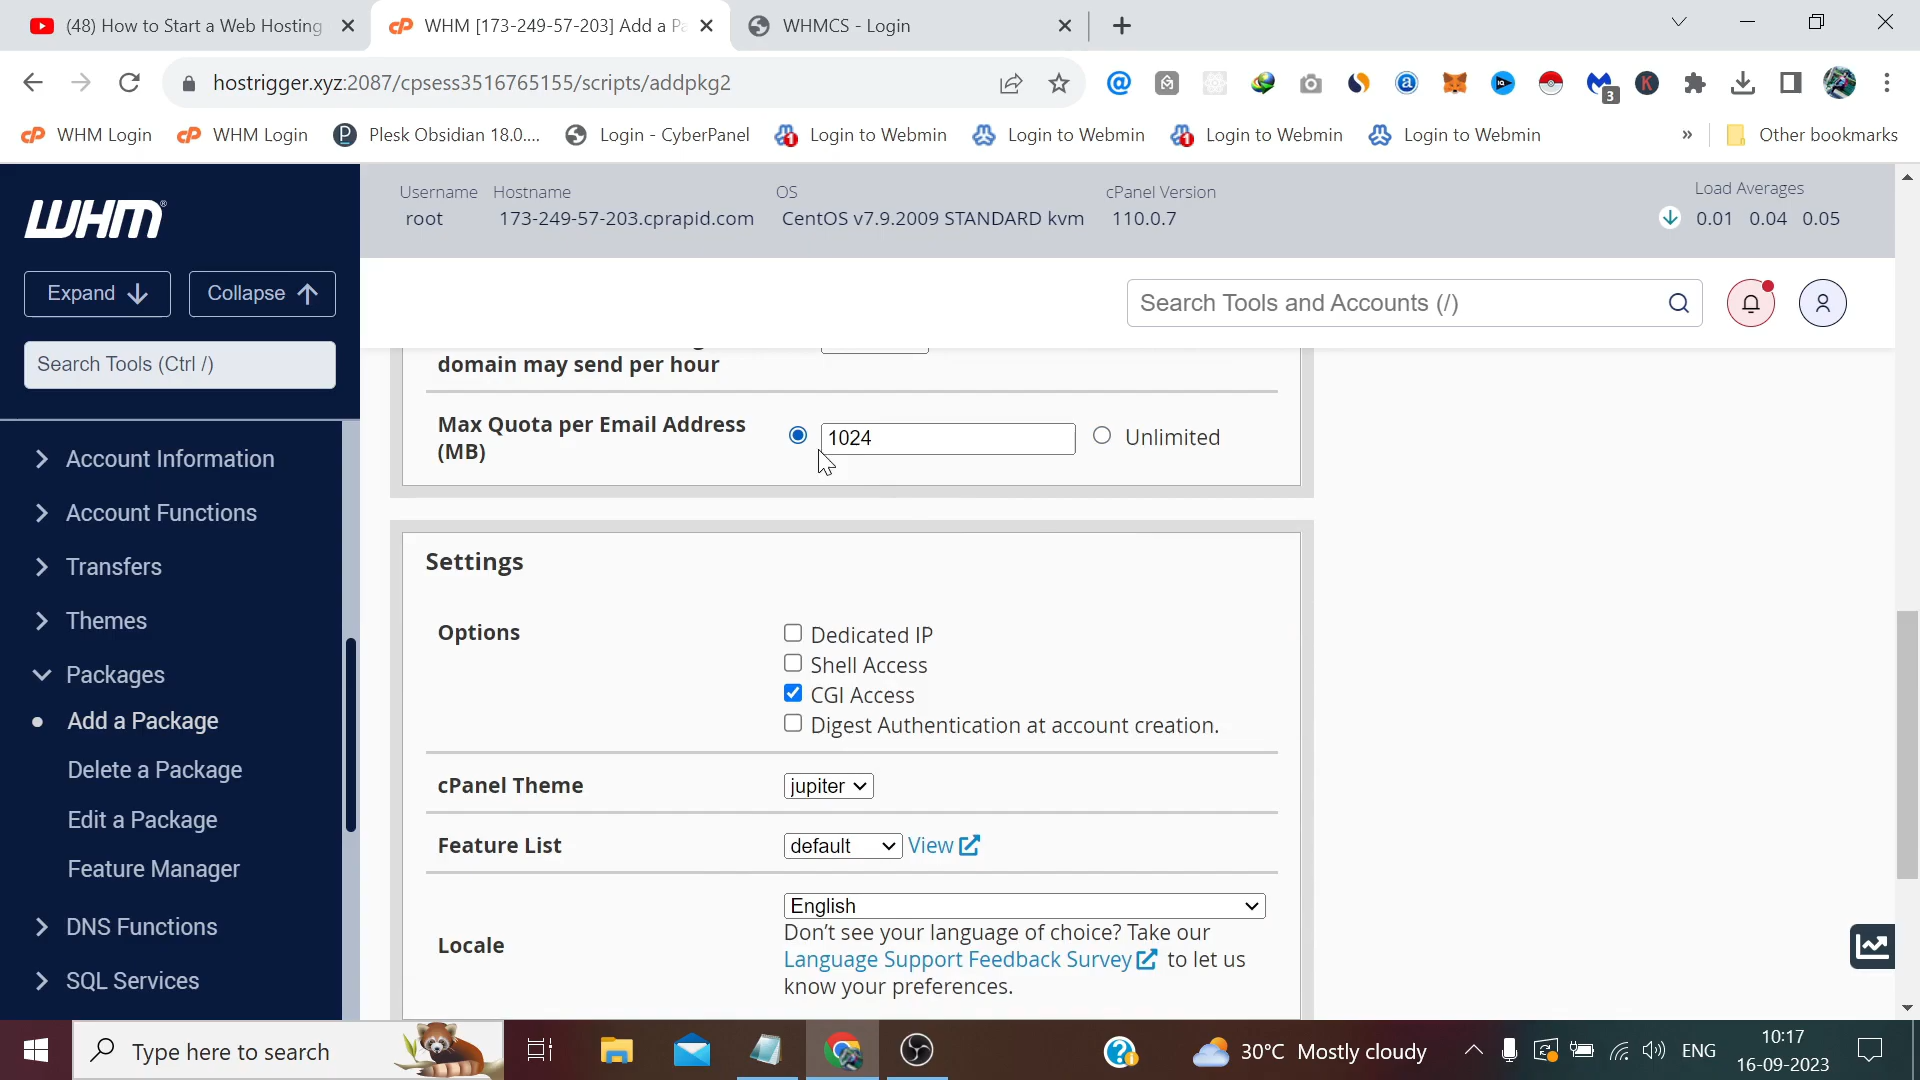 (48) How to Start a Web Hosting
WHM [173-249-57-203] Add a Pa
WHMCS - Login
hostrigger.xyz:2087/cpsess3516765155/scripts/addpkg2
3
WHM Login
WHM Login
Plesk Obsidian 18.0....
Login - CyberPanel
Login to Webmin
Login to Webmin
Login to Webmin
Login to Webmin
»
Other bookmarks
WHM
Username Hostname OS cPanel Version Load Averages
root 173-249-57-203.cprapid.com CentOS v7.9.2009 STANDARD kvm 110.0.7 0.01 0.04 0.05
Expand
Collapse
Search Tools and Accounts (/)
Search Tools (Ctrl /)
Account Information
Account Functions
Transfers
Themes
Packages
Add a Package
Delete a Package
Edit a Package
Feature Manager
DNS Functions
SQL Services
domain may send per hour
Max Quota per Email Address
(MB)
1024
Unlimited
Settings
Options
Dedicated IP
Shell Access
CGI Access
Digest Authentication at account creation.
cPanel Theme
jupiter
Feature List
default View
Locale
English
Don't see your language of choice? Take our
Language Support Feedback Survey to let us
know your preferences.
Type here to search
30°C Mostly cloudy
ENG
10:17
16-09-2023